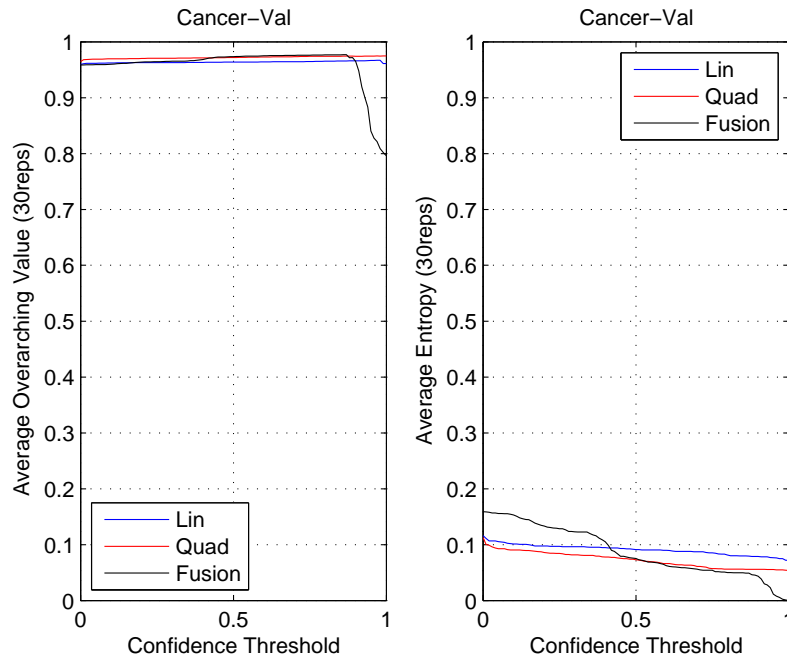 Cancer−Val
Average Overarching Value (30reps)
1
0.9
0.8
0.7
0.6
0.5
0.4
0.3
0.2
0.1
0
Lin
Quad
Fusion
0 0.5 1
Confidence Threshold
Cancer−Val
Average Entropy (30reps)
1
0.9
0.8
0.7
0.6
0.5
0.4
0.3
0.2
0.1
0
Lin
Quad
Fusion
0 0.5 1
Confidence Threshold